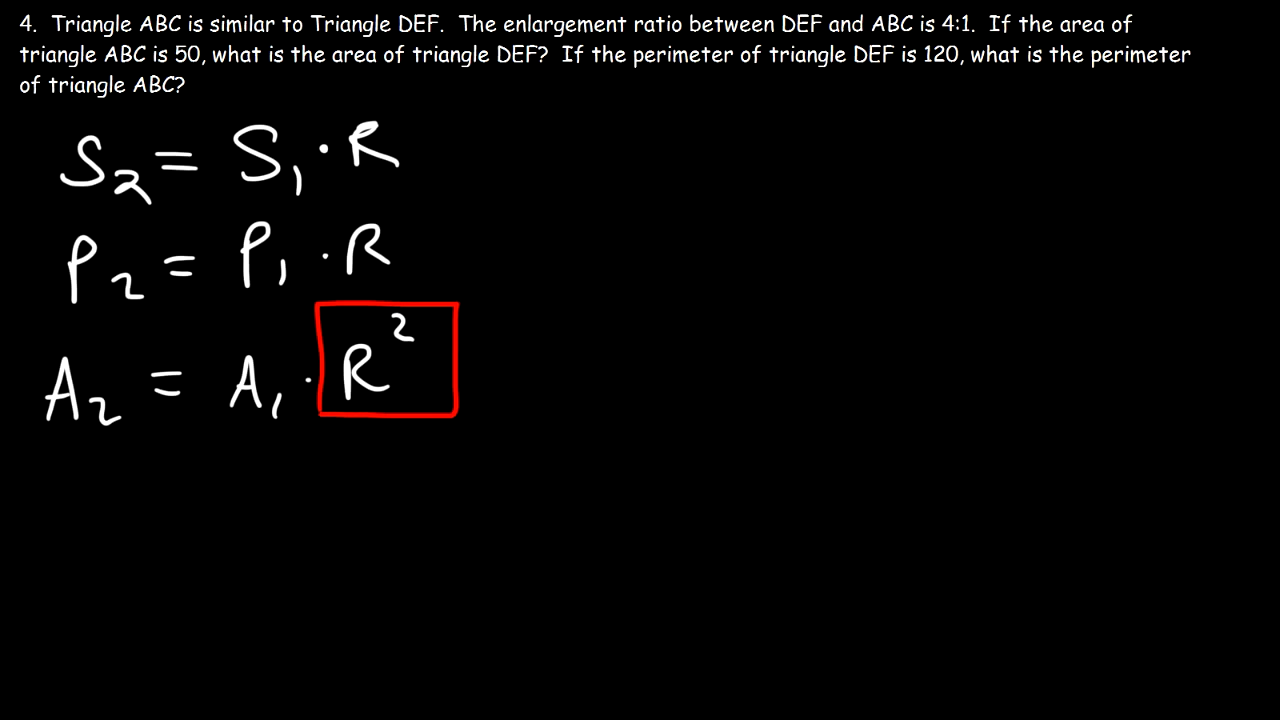 4. Triangle ABC is similar to Triangle DEF. The enlargement ratio between DEF and ABC is 4:1. If the area of
triangle ABC is 50, what is the area of triangle DEF? If the perimeter of triangle DEF is 120, what is the perimeter
of triangle ABC?
S₂ = S₁ · R
P₂ = P₁ · R
A₂ = A₁ · R²